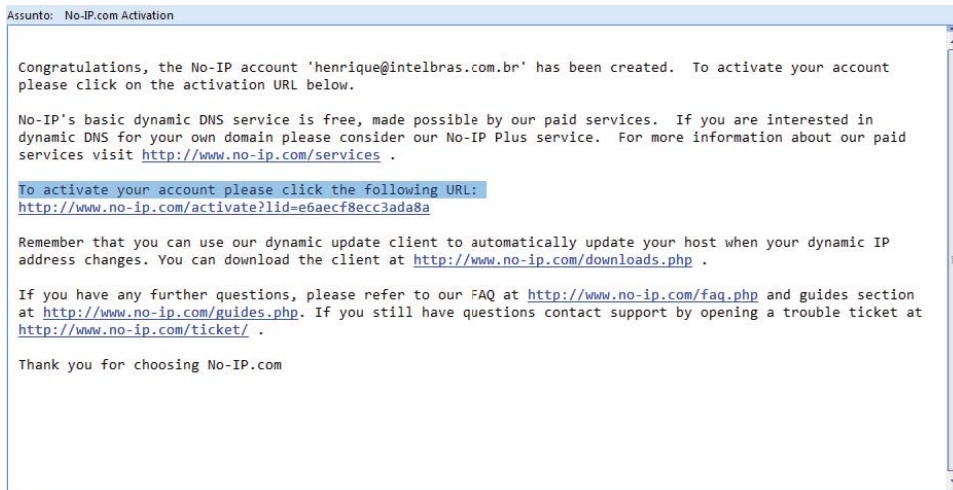 Assunto: No-IP.com Activation
Congratulations, the No-IP account 'henrique@intelbras.com.br' has been created. To activate your account
please click on the activation URL below.
No-IP's basic dynamic DNS service is free, made possible by our paid services. If you are interested in
dynamic DNS for your own domain please consider our No-IP Plus service. For more information about our paid
services visit http://www.no-ip.com/services .
To activate your account please click the following URL:
http://www.no-ip.com/activate?lid=e6aecf8ecc3ada8a
Remember that you can use our dynamic update client to automatically update your host when your dynamic IP
address changes. You can download the client at http://www.no-ip.com/downloads.php .
If you have any further questions, please refer to our FAQ at http://www.no-ip.com/faq.php and guides section
at http://www.no-ip.com/guides.php. If you still have questions contact support by opening a trouble ticket at
http://www.no-ip.com/ticket/ .
Thank you for choosing No-IP.com